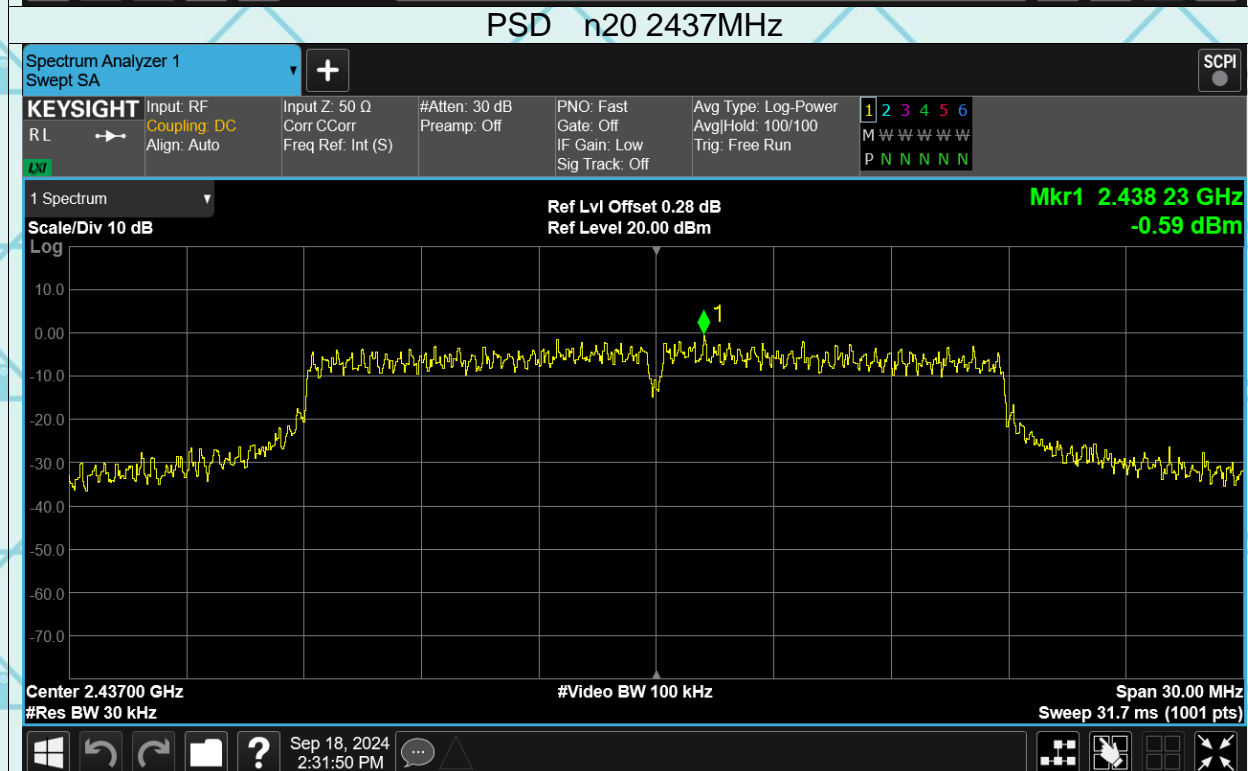 PSD n20 2437MHz
Spectrum Analyzer 1
Swept SA
+
SCPI
KEYSIGHT Input: RF Input Z: 50 Ω #Atten: 30 dB PNO: Fast Avg Type: Log-Power 1 2 3 4 5 6
RL Coupling: DC Corr CCorr Preamp: Off Gate: Off Avg|Hold: 100/100 M W W W W W W
Align: Auto Freq Ref: Int (S) IF Gain: Low Trig: Free Run P N N N N N
LXI Sig Track: Off
1 Spectrum Ref Lvl Offset 0.28 dB Mkr1 2.438 23 GHz
Scale/Div 10 dB Ref Level 20.00 dBm -0.59 dBm
Log
10.0
1
0.00
-10.0
-20.0
-30.0
-40.0
-50.0
-60.0
-70.0
Center 2.43700 GHz #Video BW 100 kHz Span 30.00 MHz
#Res BW 30 kHz Sweep 31.7 ms (1001 pts)
? Sep 18, 2024
2:31:50 PM